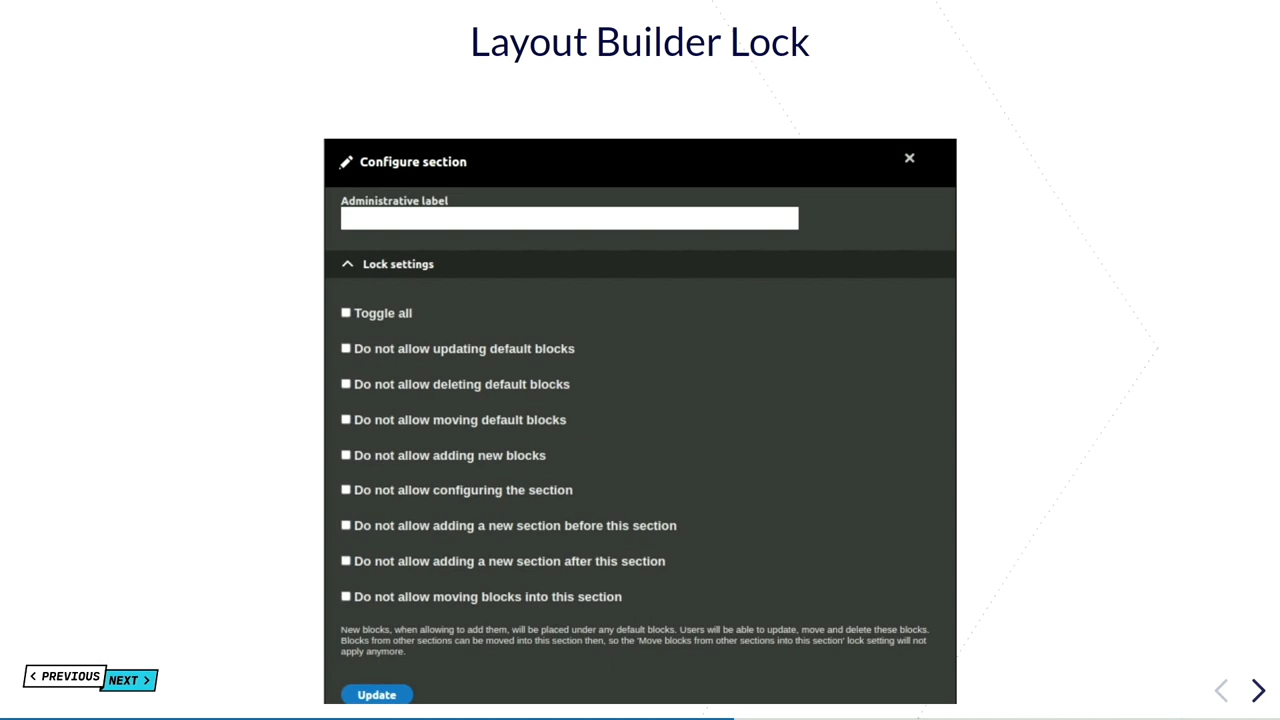 Layout Builder Lock
Configure section
Administrative label
Lock settings
Toggle all
Do not allow updating default blocks
Do not allow deleting default blocks
Do not allow moving default blocks
Do not allow adding new blocks
Do not allow configuring the section
Do not allow adding a new section before this section
Do not allow adding a new section after this section
Do not allow moving blocks into this section
New blocks, when allowing to add them, will be placed under any default blocks. Users will be able to update, move and delete these blocks.
Blocks from other sections can be moved into this section then, so the 'Move blocks from other sections into this section' lock setting will not
apply anymore.
Update
PREVIOUS
NEXT